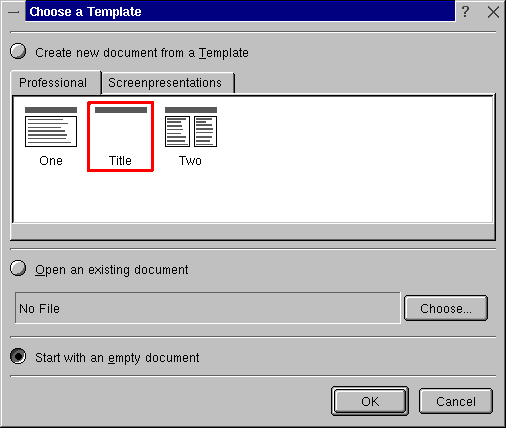 Choose a Template ?
Create new document from a Template
Professional Screenpresentations
One Title Two
Open an existing document
No File Choose...
Start with an empty document
OK Cancel